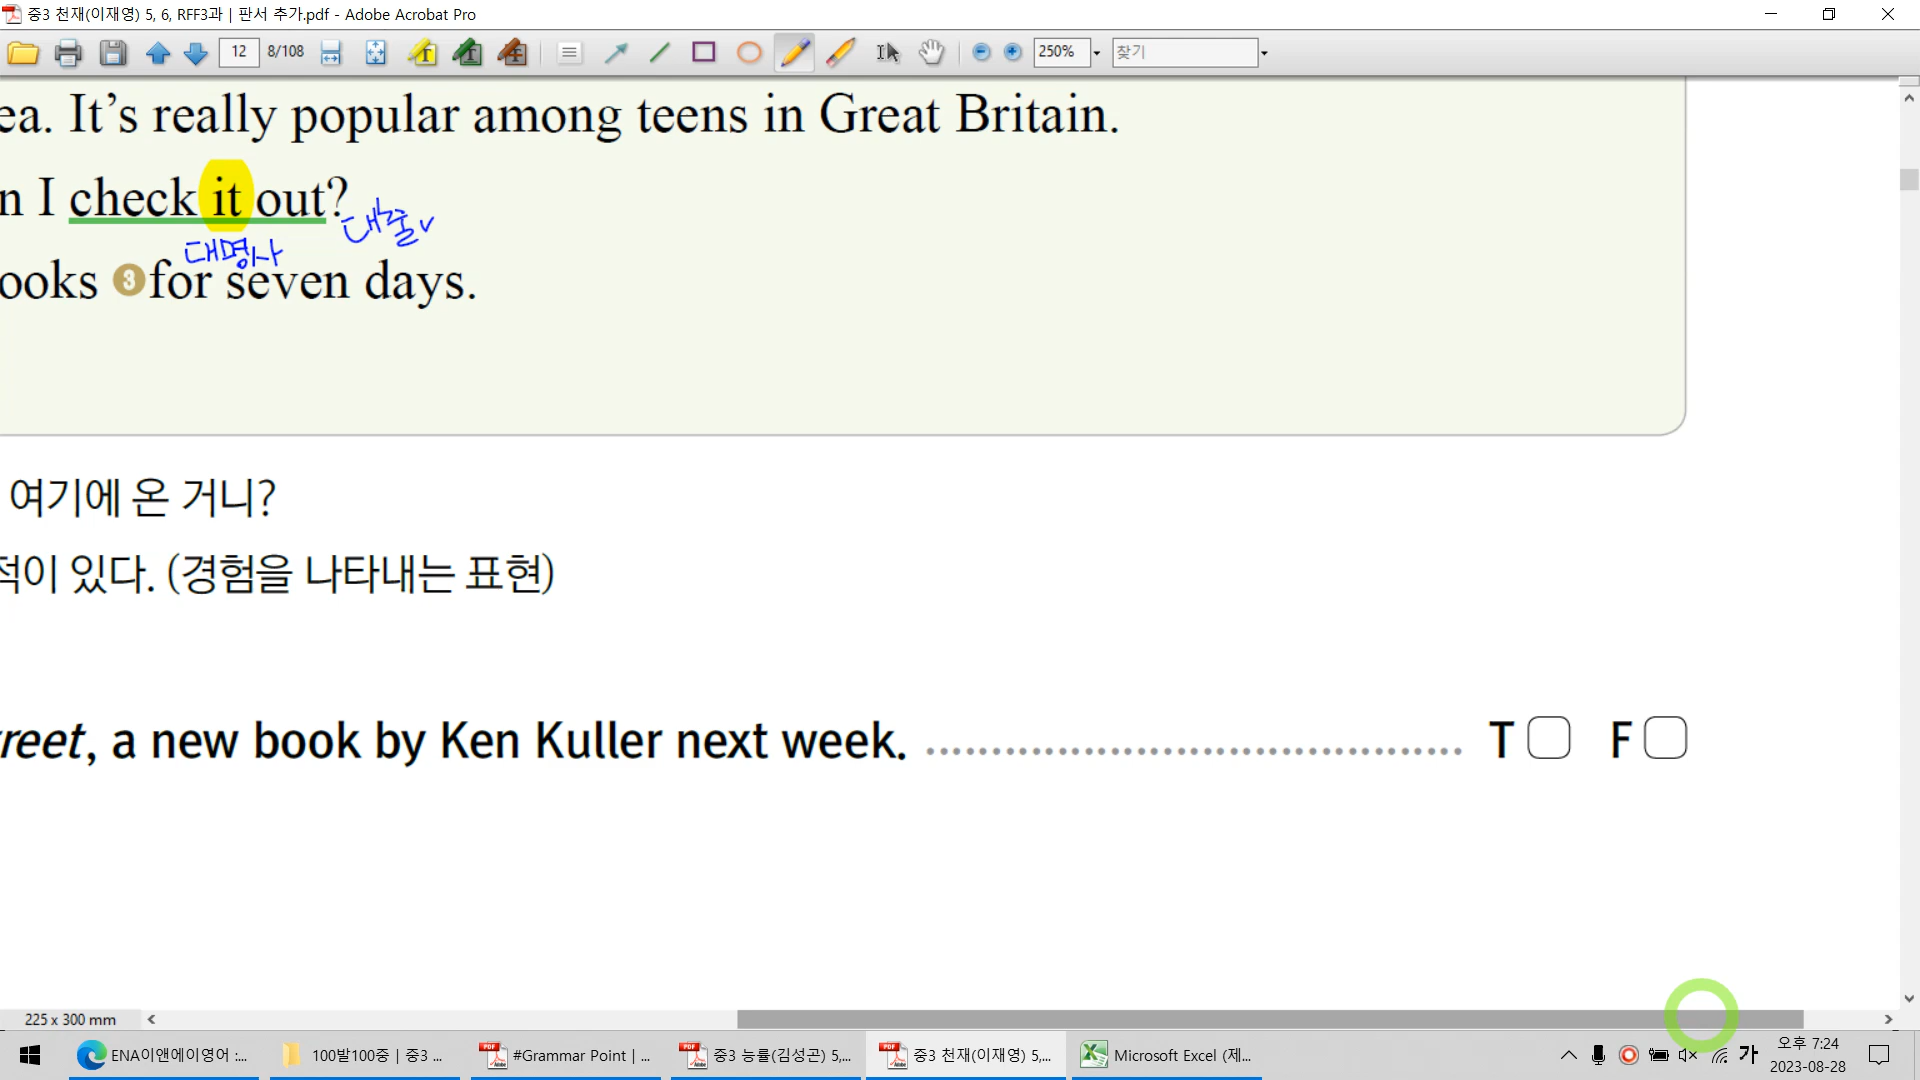 중3 천재(이재영) 5, 6, RFF3과 | 판서 추가.pdf - Adobe Acrobat Pro
12 8/108 250% 찾기
ea. It's really popular among teens in Great Britain.
n I check it out?
대출
대명사
ooks 3 for seven days.
여기에 온 거니?
적이 있다. (경험을 나타내는 표현)
reet, a new book by Ken Kuller next week. T F
225 x 300 mm
ENA이앤에이영어 :...
100발100중 | 중3 ...
#Grammar Point | ...
중3 능률(김성곤) 5,...
중3 천재(이재영) 5,...
Microsoft Excel (제...
가
오후 7:24
2023-08-28